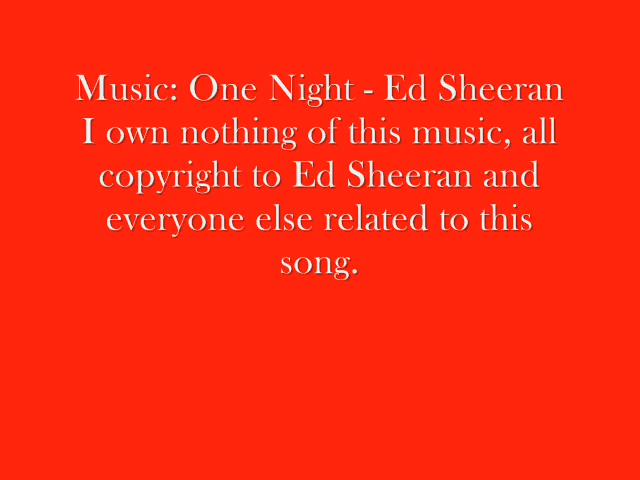 Music: One Night - Ed Sheeran
I own nothing of this music, all
copyright to Ed Sheeran and
everyone else related to this
song.